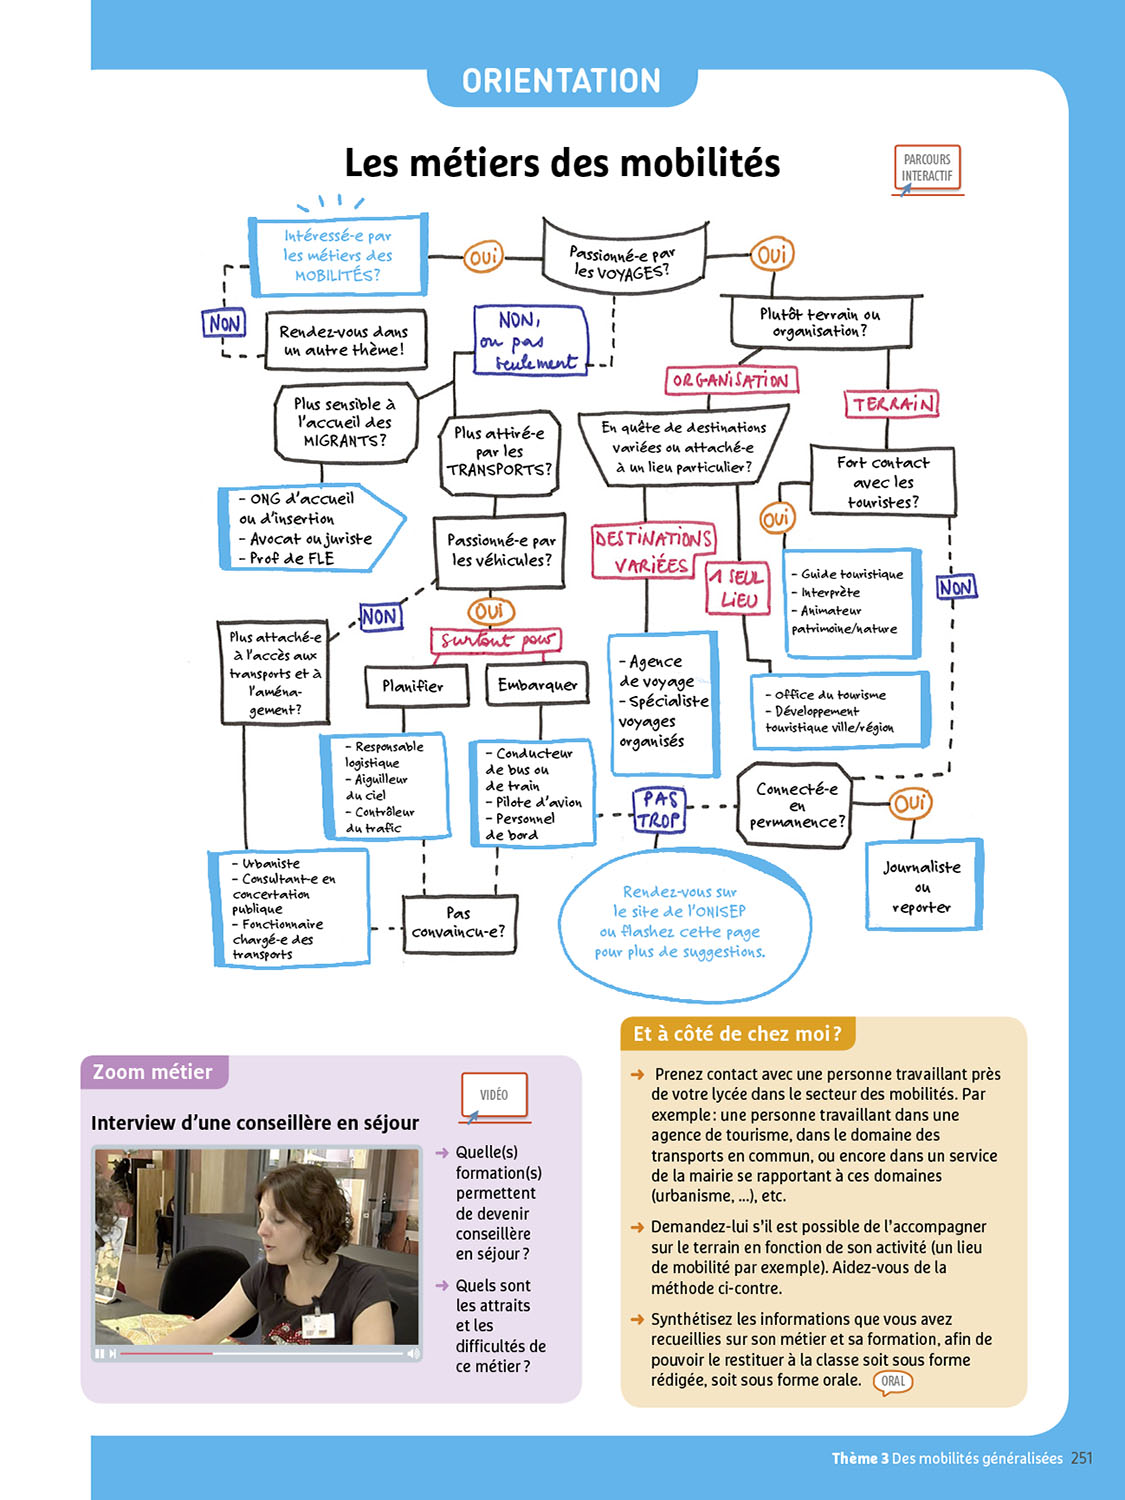 ORIENTATION
Les métiers des mobilités
PARCOURS
INTERACTIF
Intéressé-e par
les métiers des
MOBILITÉS?
OUI
Passionné-e par
les VOYAGES?
OUI
NON
Rendez-vous dans
un autre thème!
NON,
ou pas
seulement
Plutôt terrain ou
organisation?
ORGANISATION
TERRAIN
Plus sensible à
l'accueil des
MIGRANTS?
Plus attiré-e
par les
TRANSPORTS?
En quête de destinations
variées ou attaché-e
à un lieu particulier?
Fort contact
avec les
touristes?
- ONG d'accueil
ou d'insertion
- Avocat ou juriste
- Prof de FLE
Passionné-e par
les véhicules?
DESTINATIONS
VARIÉES
1 SEUL
LIEU
OUI
- Guide touristique
- Interprète
- Animateur
patrimoine/nature
NON
NON
OUI
Surtout pour
Plus attaché-e
à l'accès aux
transports et à
l'aména-
gement?
Planifier
Embarquer
- Agence
de voyage
- Spécialiste
voyages
organisés
- Office du tourisme
- Développement
touristique ville/région
- Responsable
logistique
- Aiguilleur
du ciel
- Contrôleur
du trafic
- Conducteur
de bus ou
de train
- Pilote d'avion
- Personnel
de bord
PAS
TROP
Connecté-e
en
permanence?
OUI
Journaliste
ou
reporter
- Urbaniste
- Consultant-e en
concertation
publique
- Fonctionnaire
chargé-e des
transports
Pas
convaincu-e?
Rendez-vous sur
le site de l'ONISEP
ou flashez cette page
pour plus de suggestions.
Zoom métier
VIDÉO
Interview d'une conseillère en séjour
➜ Quelle(s)
formation(s)
permettent
de devenir
conseillère
en séjour ?
➜ Quels sont
les attraits
et les
difficultés de
ce métier ?
Et à côté de chez moi ?
➜ Prenez contact avec une personne travaillant près
de votre lycée dans le secteur des mobilités. Par
exemple : une personne travaillant dans une
agence de tourisme, dans le domaine des
transports en commun, ou encore dans un service
de la mairie se rapportant à ces domaines
(urbanisme, ...), etc.
➜ Demandez-lui s'il est possible de l'accompagner
sur le terrain en fonction de son activité (un lieu
de mobilité par exemple). Aidez-vous de la
méthode ci-contre.
➜ Synthétisez les informations que vous avez
recueillies sur son métier et sa formation, afin de
pouvoir le restituer à la classe soit sous forme
rédigée, soit sous forme orale. ORAL
Thème 3 Des mobilités généralisées 251